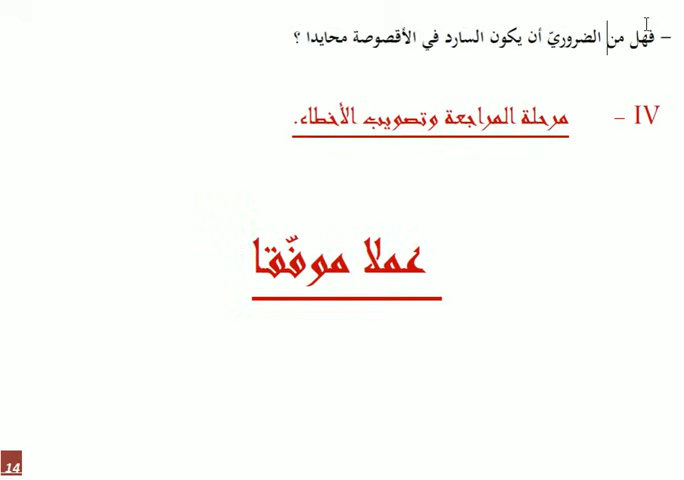 – فهل من الضروريّ أن يكون السارد في الأقصوصة محايدا ؟
IV – مرحلة المراجعة وتصويب الأخطاء.
عملا موفّقا
14